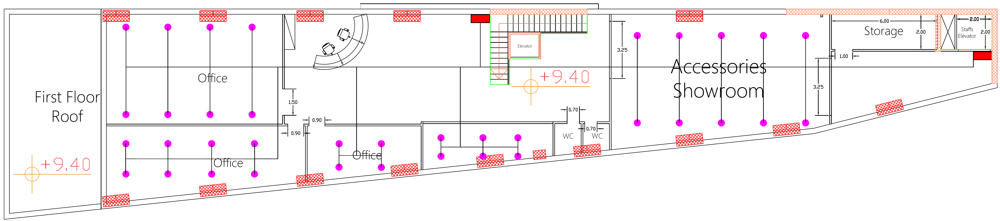 6.00
2.00
Storage
2.00
Staffs
Elevator
2.00
Elevator
3.25
1.00
Accessories
Showroom
Office
+9.40
3.25
First Floor
Roof
1.50
0.70
0.90
0.70
0.90
WC
WC
Office
Office
+9.40